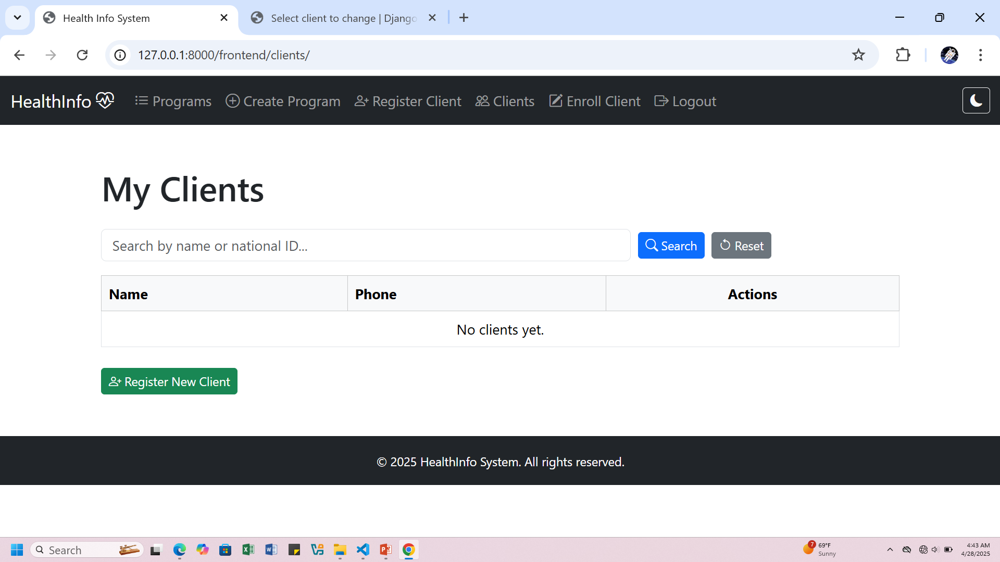 Health Info System
Select client to change | Django
127.0.0.1:8000/frontend/clients/
HealthInfo
Programs
Create Program
Register Client
Clients
Enroll Client
Logout
My Clients
Search by name or national ID...
Search
Reset
Name
Phone
Actions
No clients yet.
Register New Client
© 2025 HealthInfo System. All rights reserved.
Search
7
69°F
Sunny
4:43 AM
4/28/2025